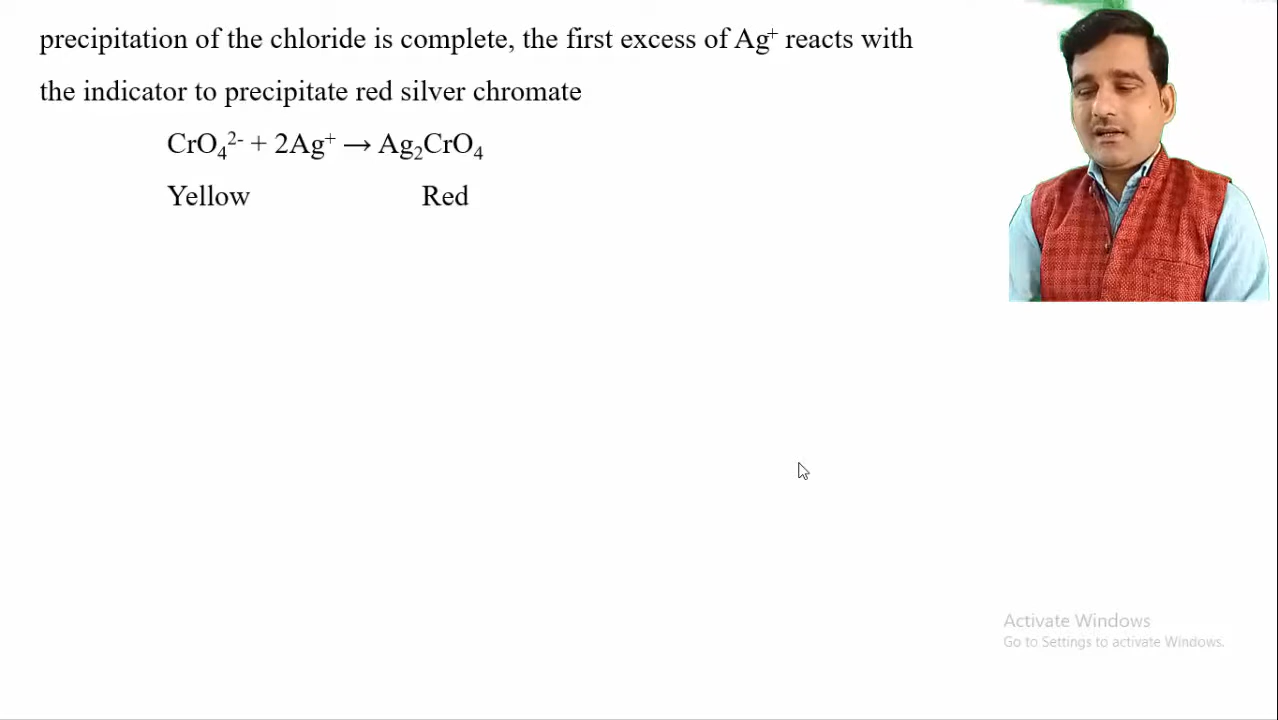 precipitation of the chloride is complete, the first excess of Ag⁺ reacts with
the indicator to precipitate red silver chromate
CrO₄²⁻ + 2Ag⁺ → Ag₂CrO₄
Yellow Red
Activate Windows
Go to Settings to activate Windows.